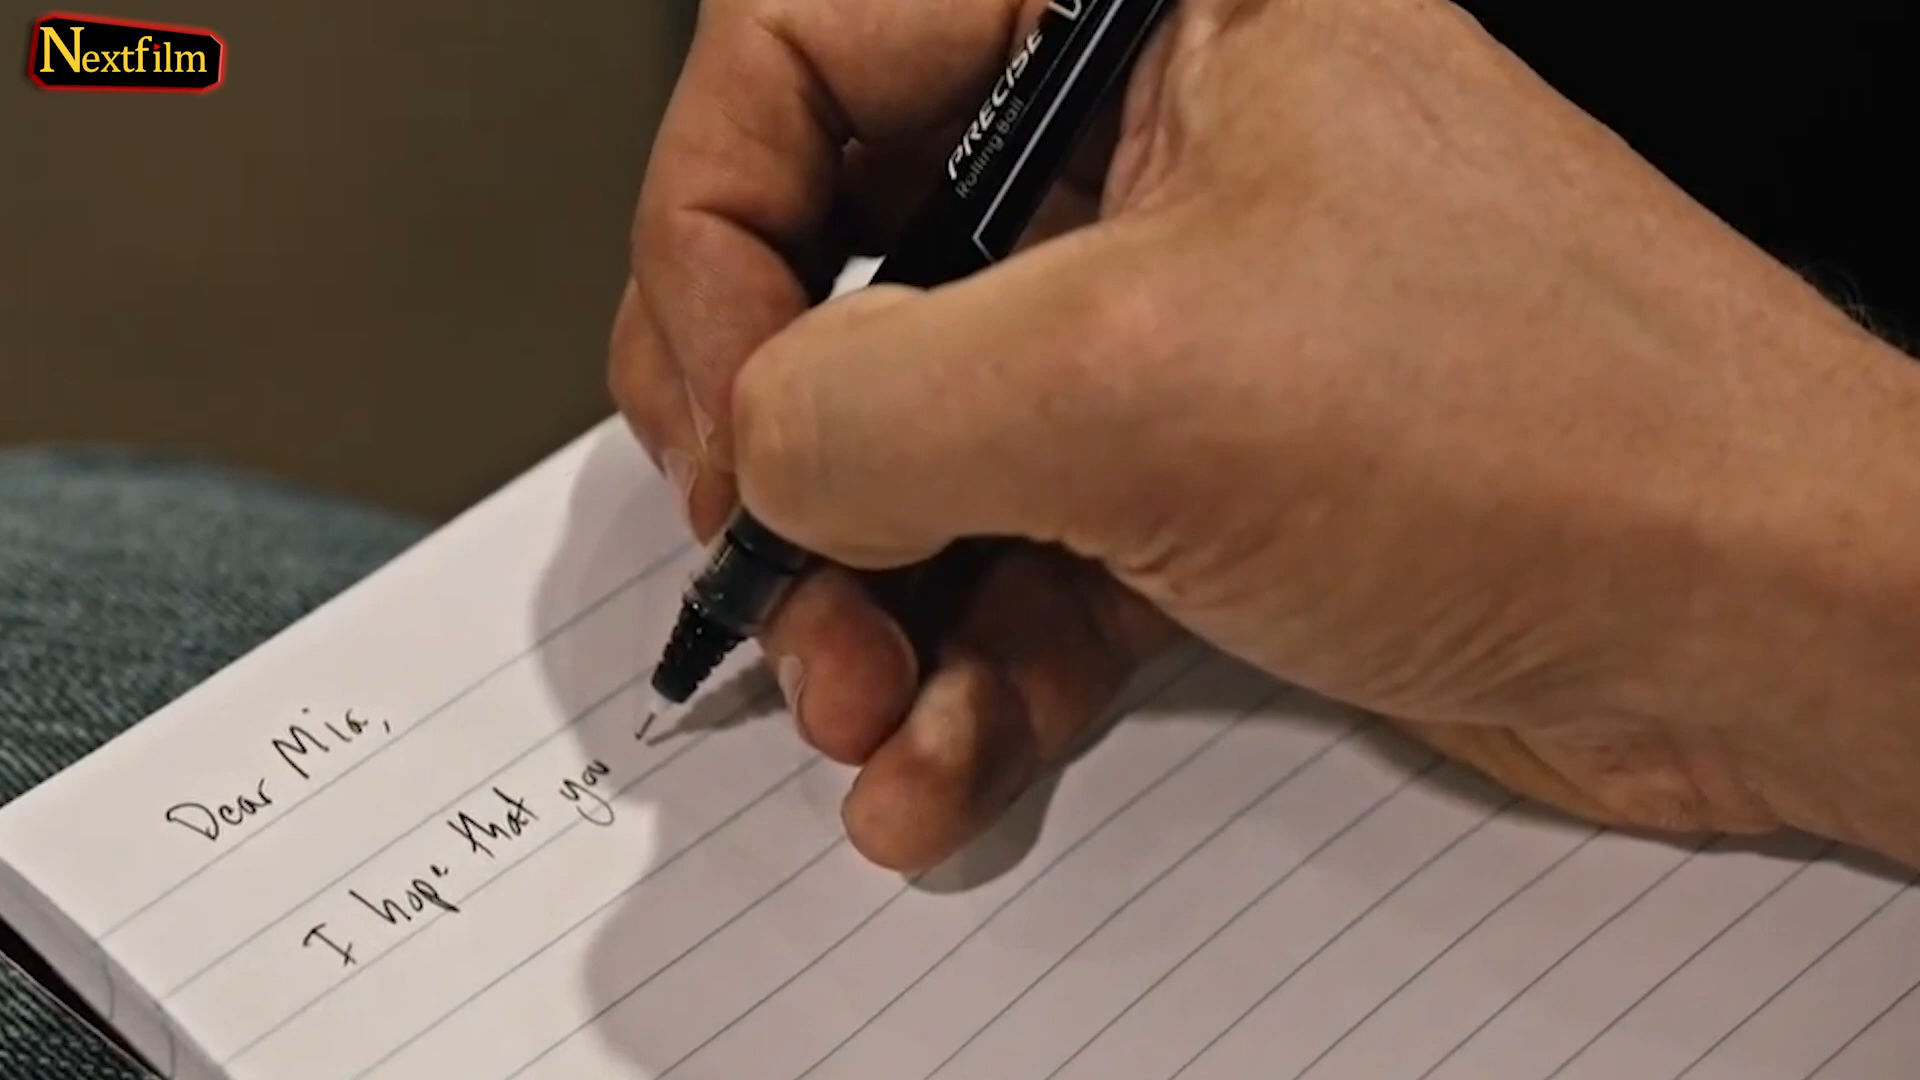 Nextfilm
PRECISE V
Rolling Ball
Dear Mia,
I hope that you